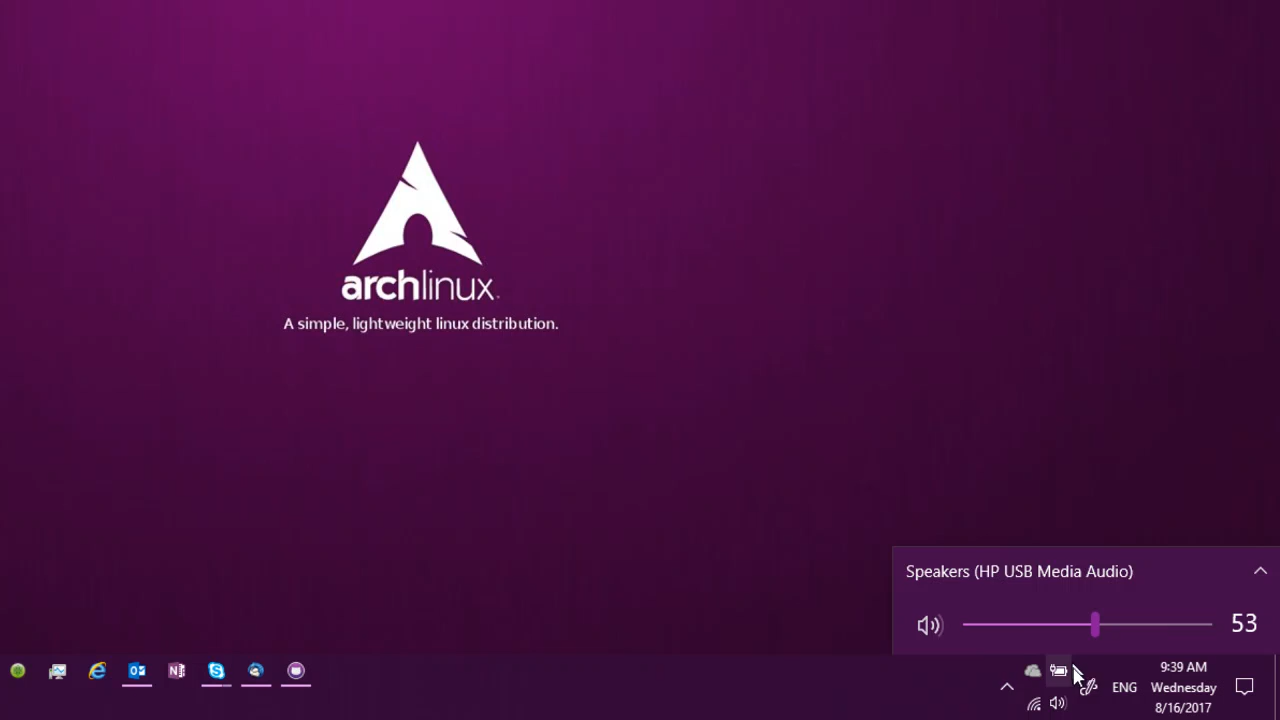 archlinux
A simple, lightweight linux distribution.
Speakers (HP USB Media Audio)
53
9:39 AM
ENG
Wednesday
8/16/2017